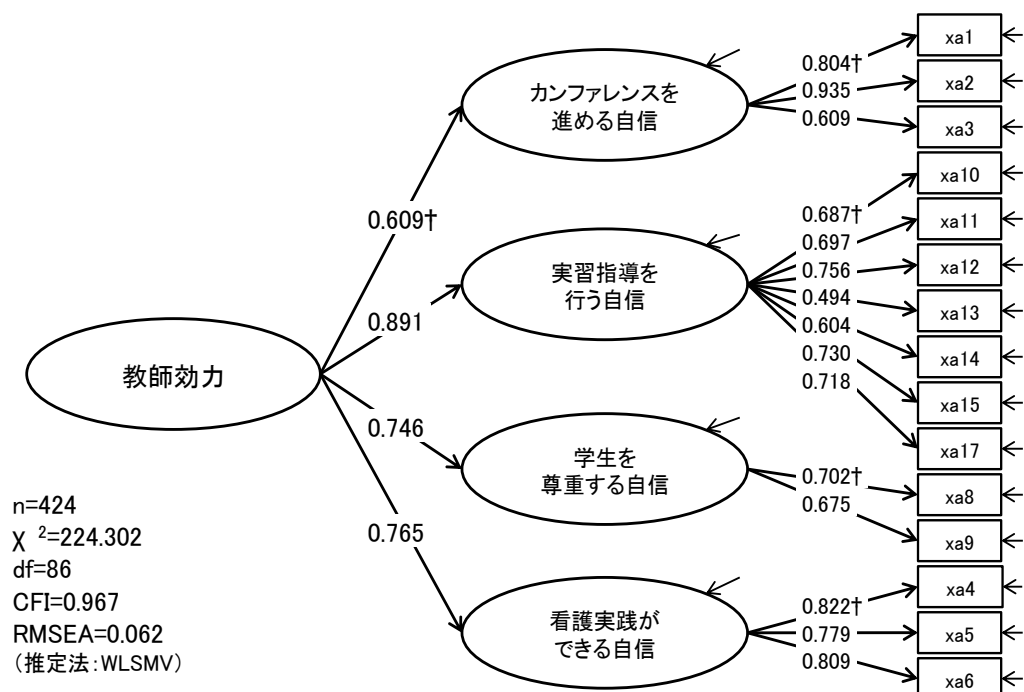 カンファレンスを
進める自信
0.804†
0.935
0.609
xa1
xa2
xa3
0.609†
実習指導を
行う自信
0.687†
0.697
0.756
0.494
0.604
0.730
0.718
xa10
xa11
xa12
xa13
xa14
xa15
xa17
0.891
教師効力
0.746
学生を
尊重する自信
0.702†
0.675
xa8
xa9
0.765
看護実践が
できる自信
0.822†
0.779
0.809
xa4
xa5
xa6
n=424
χ ²=224.302
df=86
CFI=0.967
RMSEA=0.062
(推定法:WLSMV)